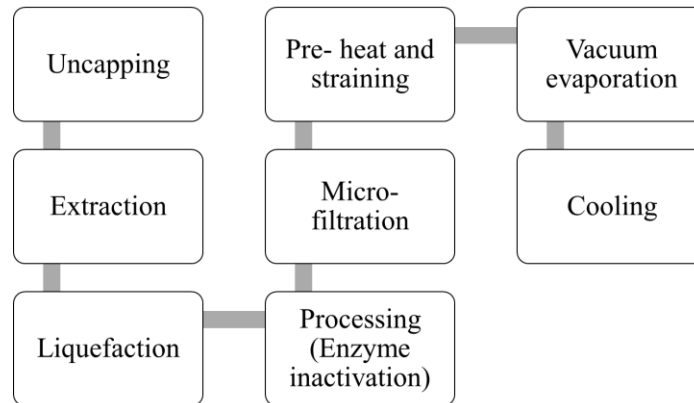 Uncapping
Extraction
Liquefaction
Processing
(Enzyme
inactivation)
Micro-
filtration
Pre- heat and
straining
Vacuum
evaporation
Cooling